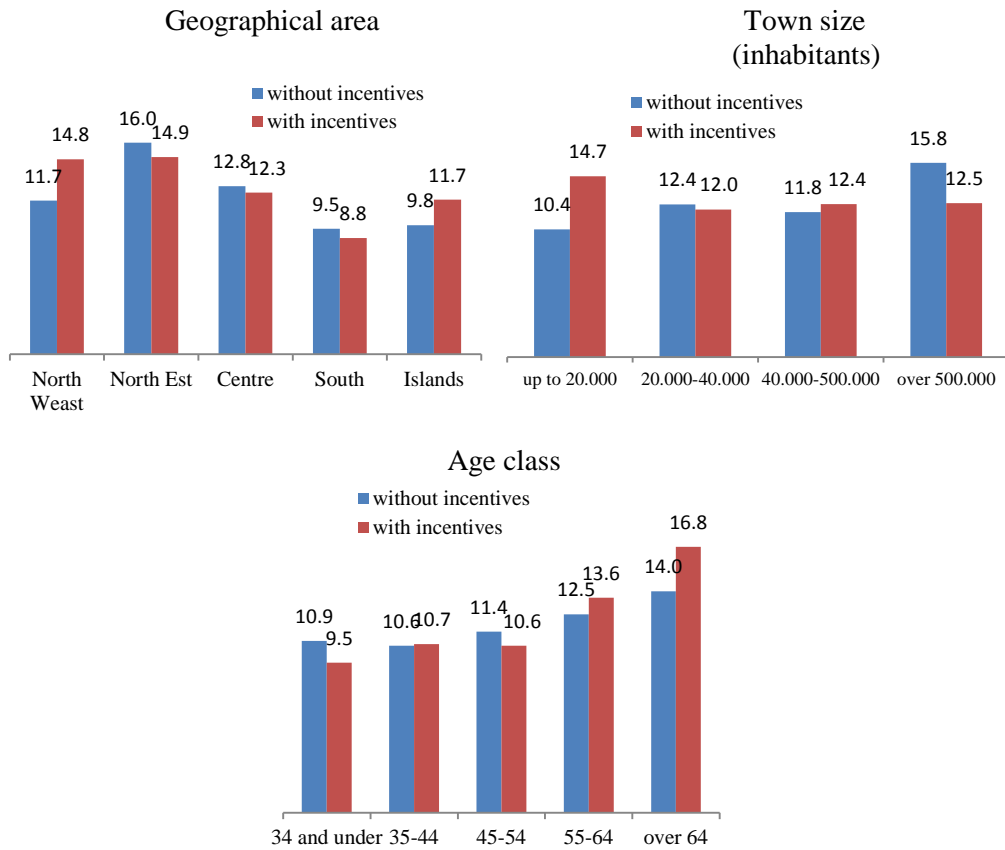 Geographical area
without incentives
with incentives
11.7
14.8
16.0
14.9
12.8
12.3
9.5
8.8
9.8
11.7
North
Weast
North Est
Centre
South
Islands
Town size
(inhabitants)
without incentives
with incentives
10.4
14.7
12.4
12.0
11.8
12.4
15.8
12.5
up to 20.000
20.000-40.000
40.000-500.000
over 500.000
Age class
without incentives
with incentives
10.9
9.5
10.6
10.7
11.4
10.6
12.5
13.6
14.0
16.8
34 and under
35-44
45-54
55-64
over 64